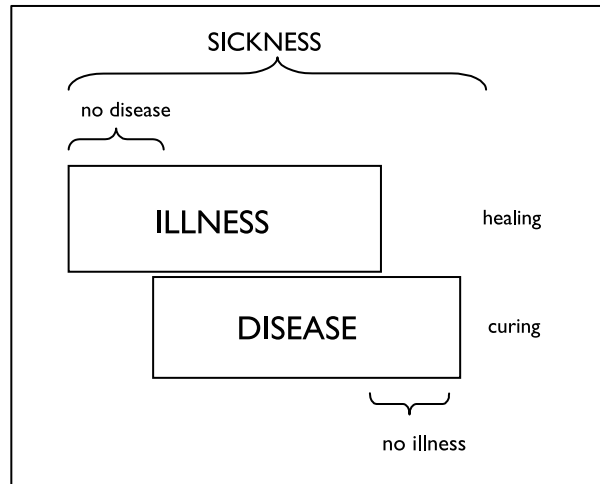 SICKNESS
no disease
ILLNESS
healing
DISEASE
curing
no illness